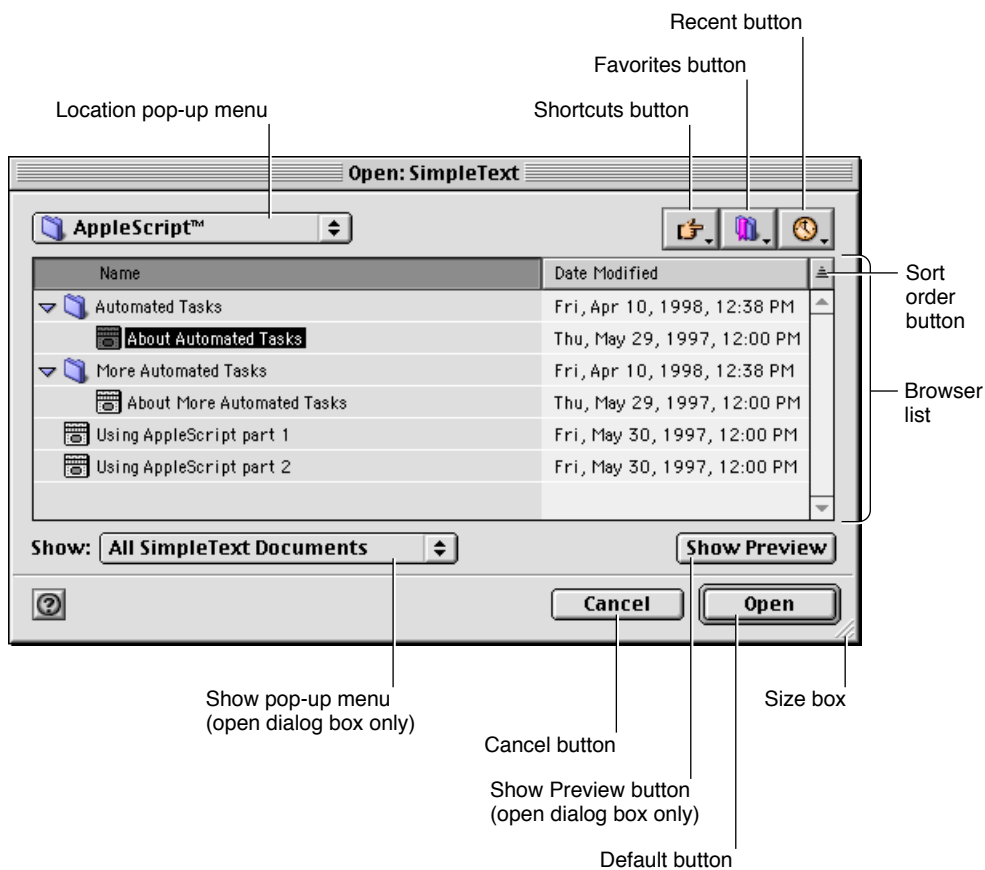 Recent button
Favorites button
Location pop-up menu
Shortcuts button
Open: SimpleText
AppleScript™
Name
Date Modified
Sort
order
button
Automated Tasks
Fri, Apr 10, 1998, 12:38 PM
About Automated Tasks
Thu, May 29, 1997, 12:00 PM
More Automated Tasks
Fri, Apr 10, 1998, 12:38 PM
About More Automated Tasks
Thu, May 29, 1997, 12:00 PM
Browser
list
Using AppleScript part 1
Fri, May 30, 1997, 12:00 PM
Using AppleScript part 2
Fri, May 30, 1997, 12:00 PM
Show: All SimpleText Documents
Show Preview
?
Cancel
Open
Show pop-up menu
(open dialog box only)
Size box
Cancel button
Show Preview button
(open dialog box only)
Default button